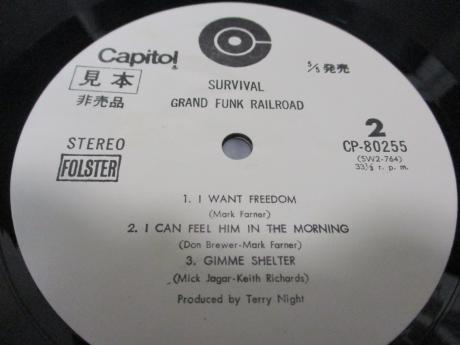 Capitol
見本
非売品
5/5 発売
SURVIVAL
GRAND FUNK RAILROAD
STEREO
FOLSTER
2
CP-80255
(SW2-764)
33⅓ r. p. m.
1. I WANT FREEDOM
(Mark Farner)
2. I CAN FEEL HIM IN THE MORNING
(Don Brewer-Mark Farner)
3. GIMME SHELTER
(Mick Jagar-Keith Richards)
Produced by Terry Night